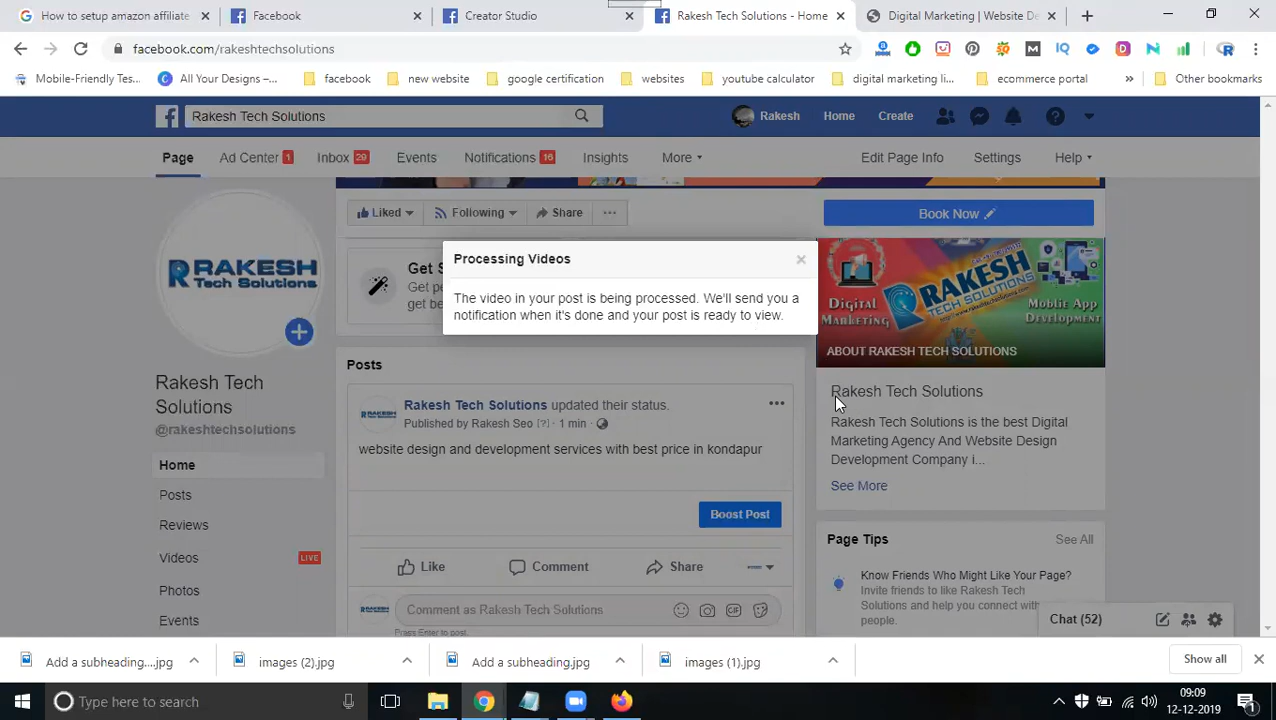 How to setup amazon affiliate
Facebook
Creator Studio
Rakesh Tech Solutions - Home
Digital Marketing | Website De
facebook.com/rakeshtechsolutions
Mobile-Friendly Tes...
All Your Designs –...
facebook
new website
google certification
websites
youtube calculator
digital marketing li...
ecommerce portal
Other bookmarks
Rakesh Tech Solutions
Rakesh
Home
Create
Page
Ad Center 1
Inbox 29
Events
Notifications 16
Insights
More
Edit Page Info
Settings
Help
Liked
Following
Share
Book Now
RAKESH
Tech Solutions
Get S
Get pe
get be
Processing Videos
The video in your post is being processed. We'll send you a
notification when it's done and your post is ready to view.
Digital
Marketing
RAKESH
Mobile App
Development
ABOUT RAKESH TECH SOLUTIONS
Rakesh Tech
Solutions
@rakeshtechsolutions
Home
Posts
Reviews
Videos
LIVE
Photos
Events
Posts
Rakesh Tech Solutions updated their status.
Published by Rakesh Seo [?] · 1 min ·
website design and development services with best price in kondapur
Boost Post
Like
Comment
Share
Comment as Rakesh Tech Solutions
Press Enter to post.
Rakesh Tech Solutions
Rakesh Tech Solutions is the best Digital
Marketing Agency And Website Design
Development Company i...
See More
Page Tips
See All
Know Friends Who Might Like Your Page?
Invite friends to like Rakesh Tech
Solutions and help you connect with
people.
Chat (52)
Add a subheading....jpg
images (2).jpg
Add a subheading.jpg
images (1).jpg
Show all
Type here to search
09:09
12-12-2019
1